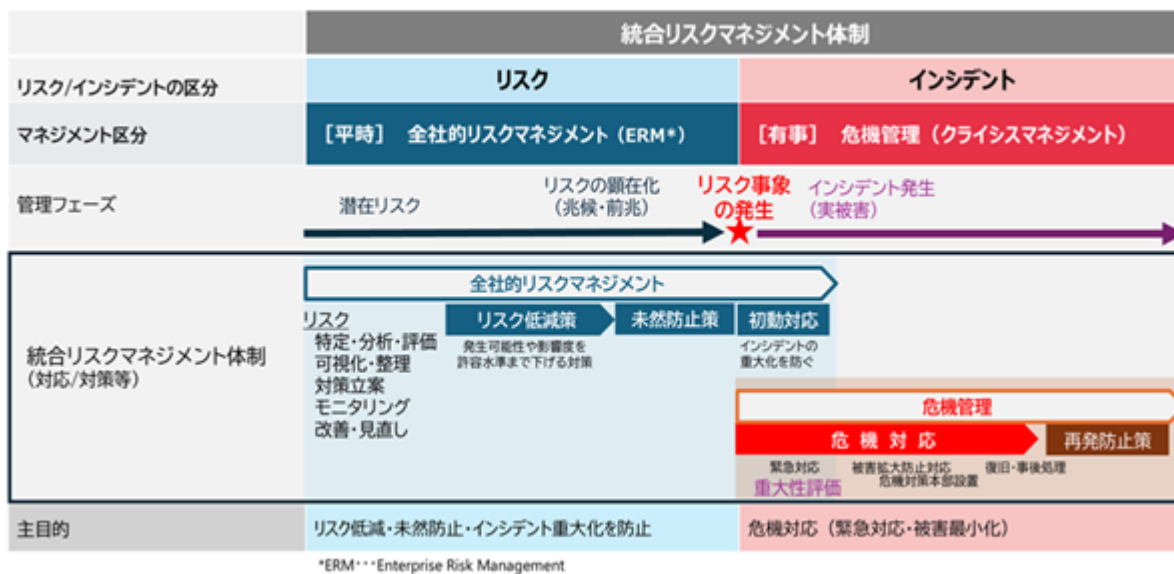 統合リスクマネジメント体制
リスク/インシデントの区分
リスク
インシデント
マネジメント区分
［平時］ 全社的リスクマネジメント（ERM*）
［有事］ 危機管理（クライシスマネジメント）
管理フェーズ
潜在リスク
リスクの顕在化
（兆候・前兆）
リスク事象
の発生
インシデント発生
（実被害）
統合リスクマネジメント体制
（対応/対策等）
全社的リスクマネジメント
リスク
特定・分析・評価
可視化・整理
対策立案
モニタリング
改善・見直し
リスク低減策
発生可能性や影響度を
許容水準まで下げる対策
未然防止策
初動対応
インシデントの
重大化を防ぐ
危機管理
危機対応
再発防止策
緊急対応
重大性評価
被害拡大防止対応
危機対策本部設置
復旧・事後処理
主目的
リスク低減・未然防止・インシデント重大化を防止
危機対応（緊急対応・被害最小化）
*ERM･･･Enterprise Risk Management